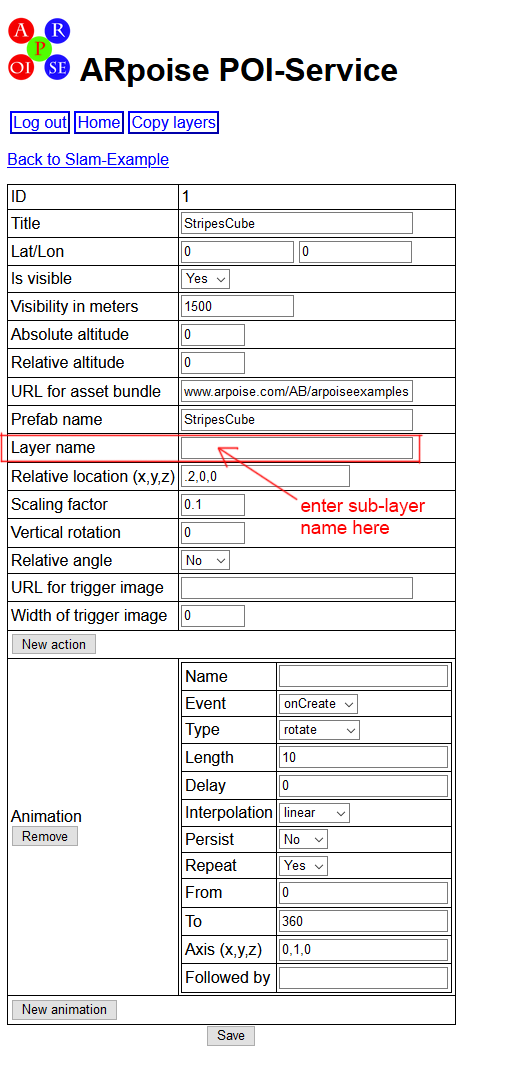 A R
P
OI SE
ARpoise POI-Service
Log out Home Copy layers
Back to Slam-Example
ID 1
Title StripesCube
Lat/Lon 0 0
Is visible Yes
Visibility in meters 1500
Absolute altitude 0
Relative altitude 0
URL for asset bundle www.arpoise.com/AB/arpoiseexamples
Prefab name StripesCube
Layer name
Relative location (x,y,z) .2,0,0
enter sub-layer
name here
Scaling factor 0.1
Vertical rotation 0
Relative angle No
URL for trigger image
Width of trigger image 0
New action
Animation
Remove
Name
Event onCreate
Type rotate
Length 10
Delay 0
Interpolation linear
Persist No
Repeat Yes
From 0
To 360
Axis (x,y,z) 0,1,0
Followed by
New animation
Save